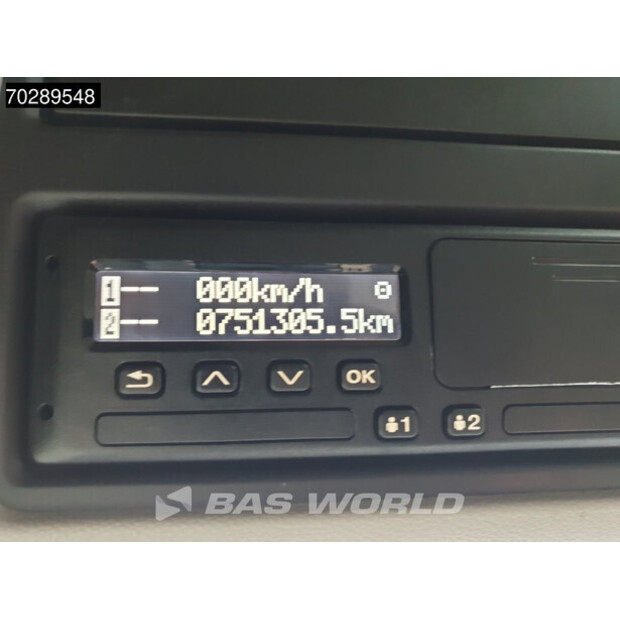 70289548
1-- 000km/h
2-- 0751305.5km
OK
1 2
BAS WORLD